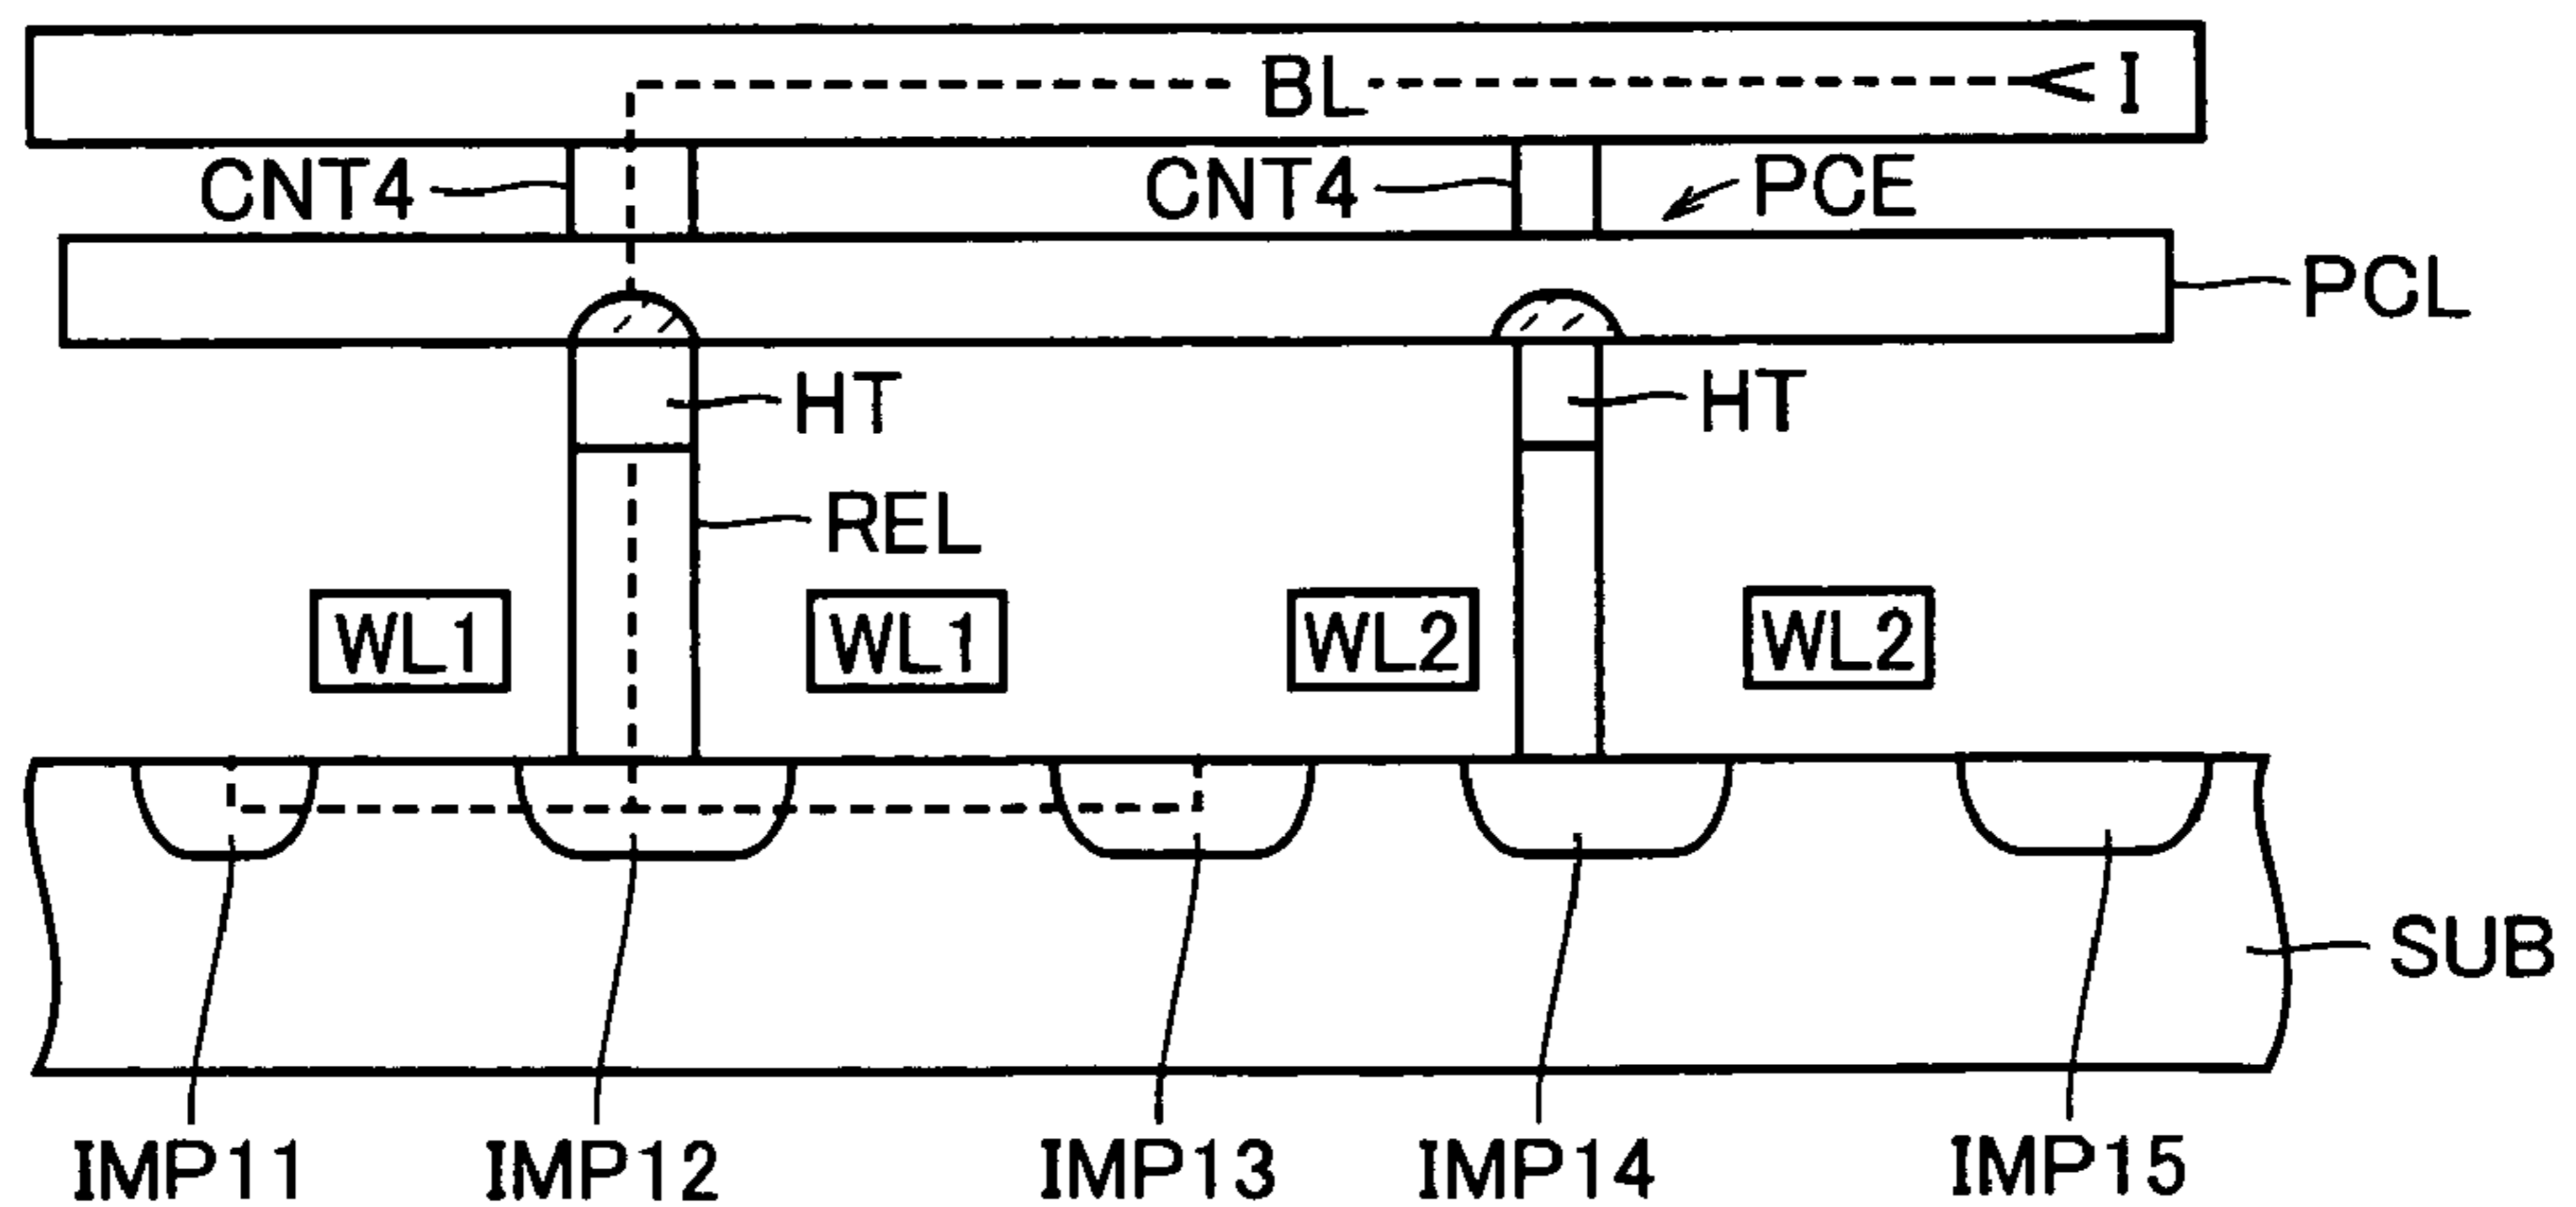 BL I
CNT4 CNT4 PCE
PCL
HT HT
REL
WL1 WL1 WL2 WL2
SUB
IMP11 IMP12 IMP13 IMP14 IMP15